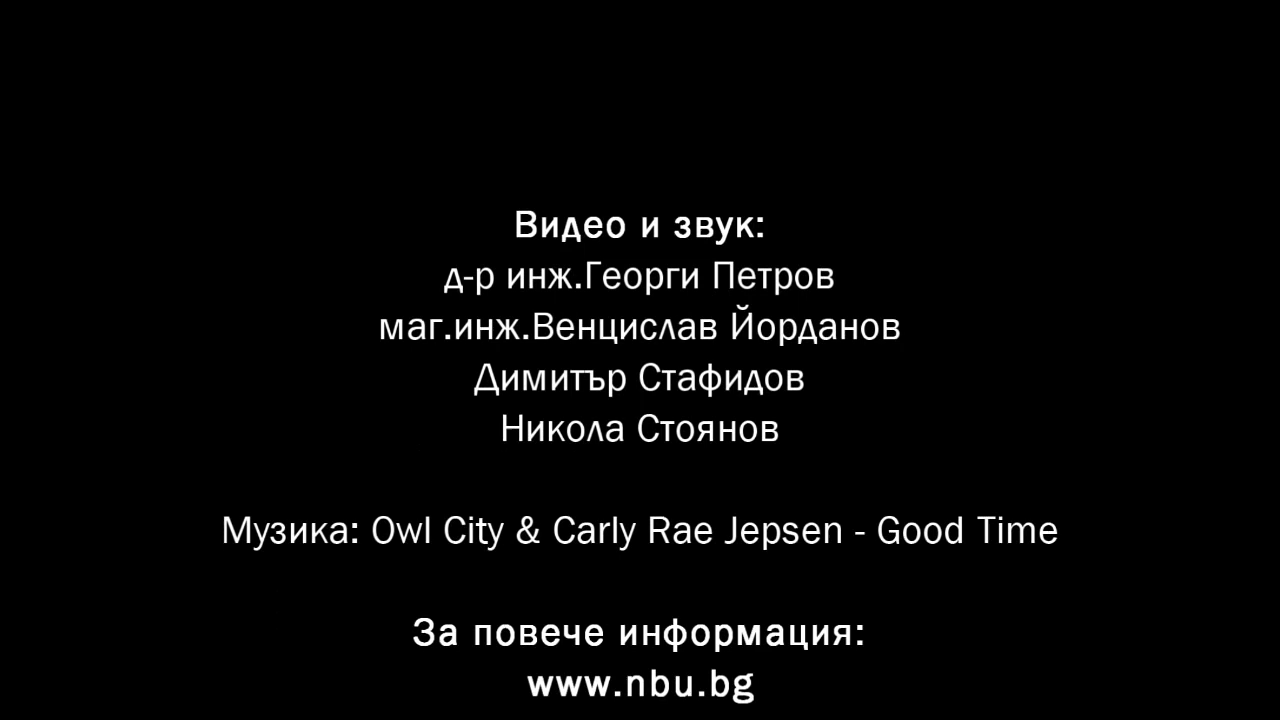 Видео и звук:
д-р инж.Георги Петров
маг.инж.Венцислав Йорданов
Димитър Стафидов
Никола Стоянов
Музика: Owl City & Carly Rae Jepsen - Good Time
За повече информация:
www.nbu.bg